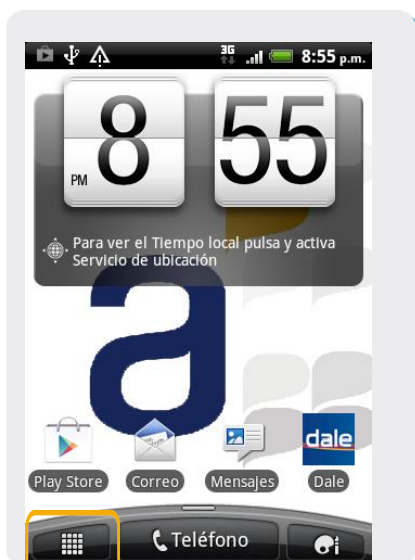 3G
8:55 p.m.
8
55
PM
Para ver el Tiempo local pulsa y activa
Servicio de ubicación
a
dale
Play Store
Correo
Mensajes
Dale
Teléfono